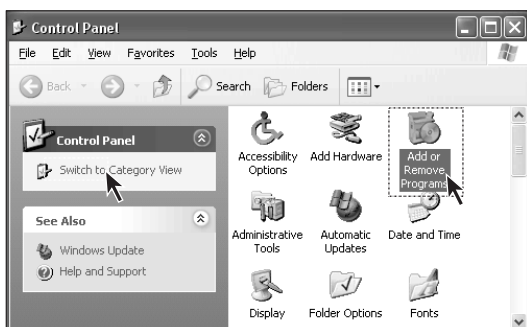 Control Panel
File Edit View Favorites Tools Help
Back Search Folders
Control Panel
Switch to Category View
See Also
Windows Update
Help and Support
Accessibility
Options
Add Hardware
Add or
Remove
Programs
Administrative
Tools
Automatic
Updates
Date and Time
Display
Folder Options
Fonts